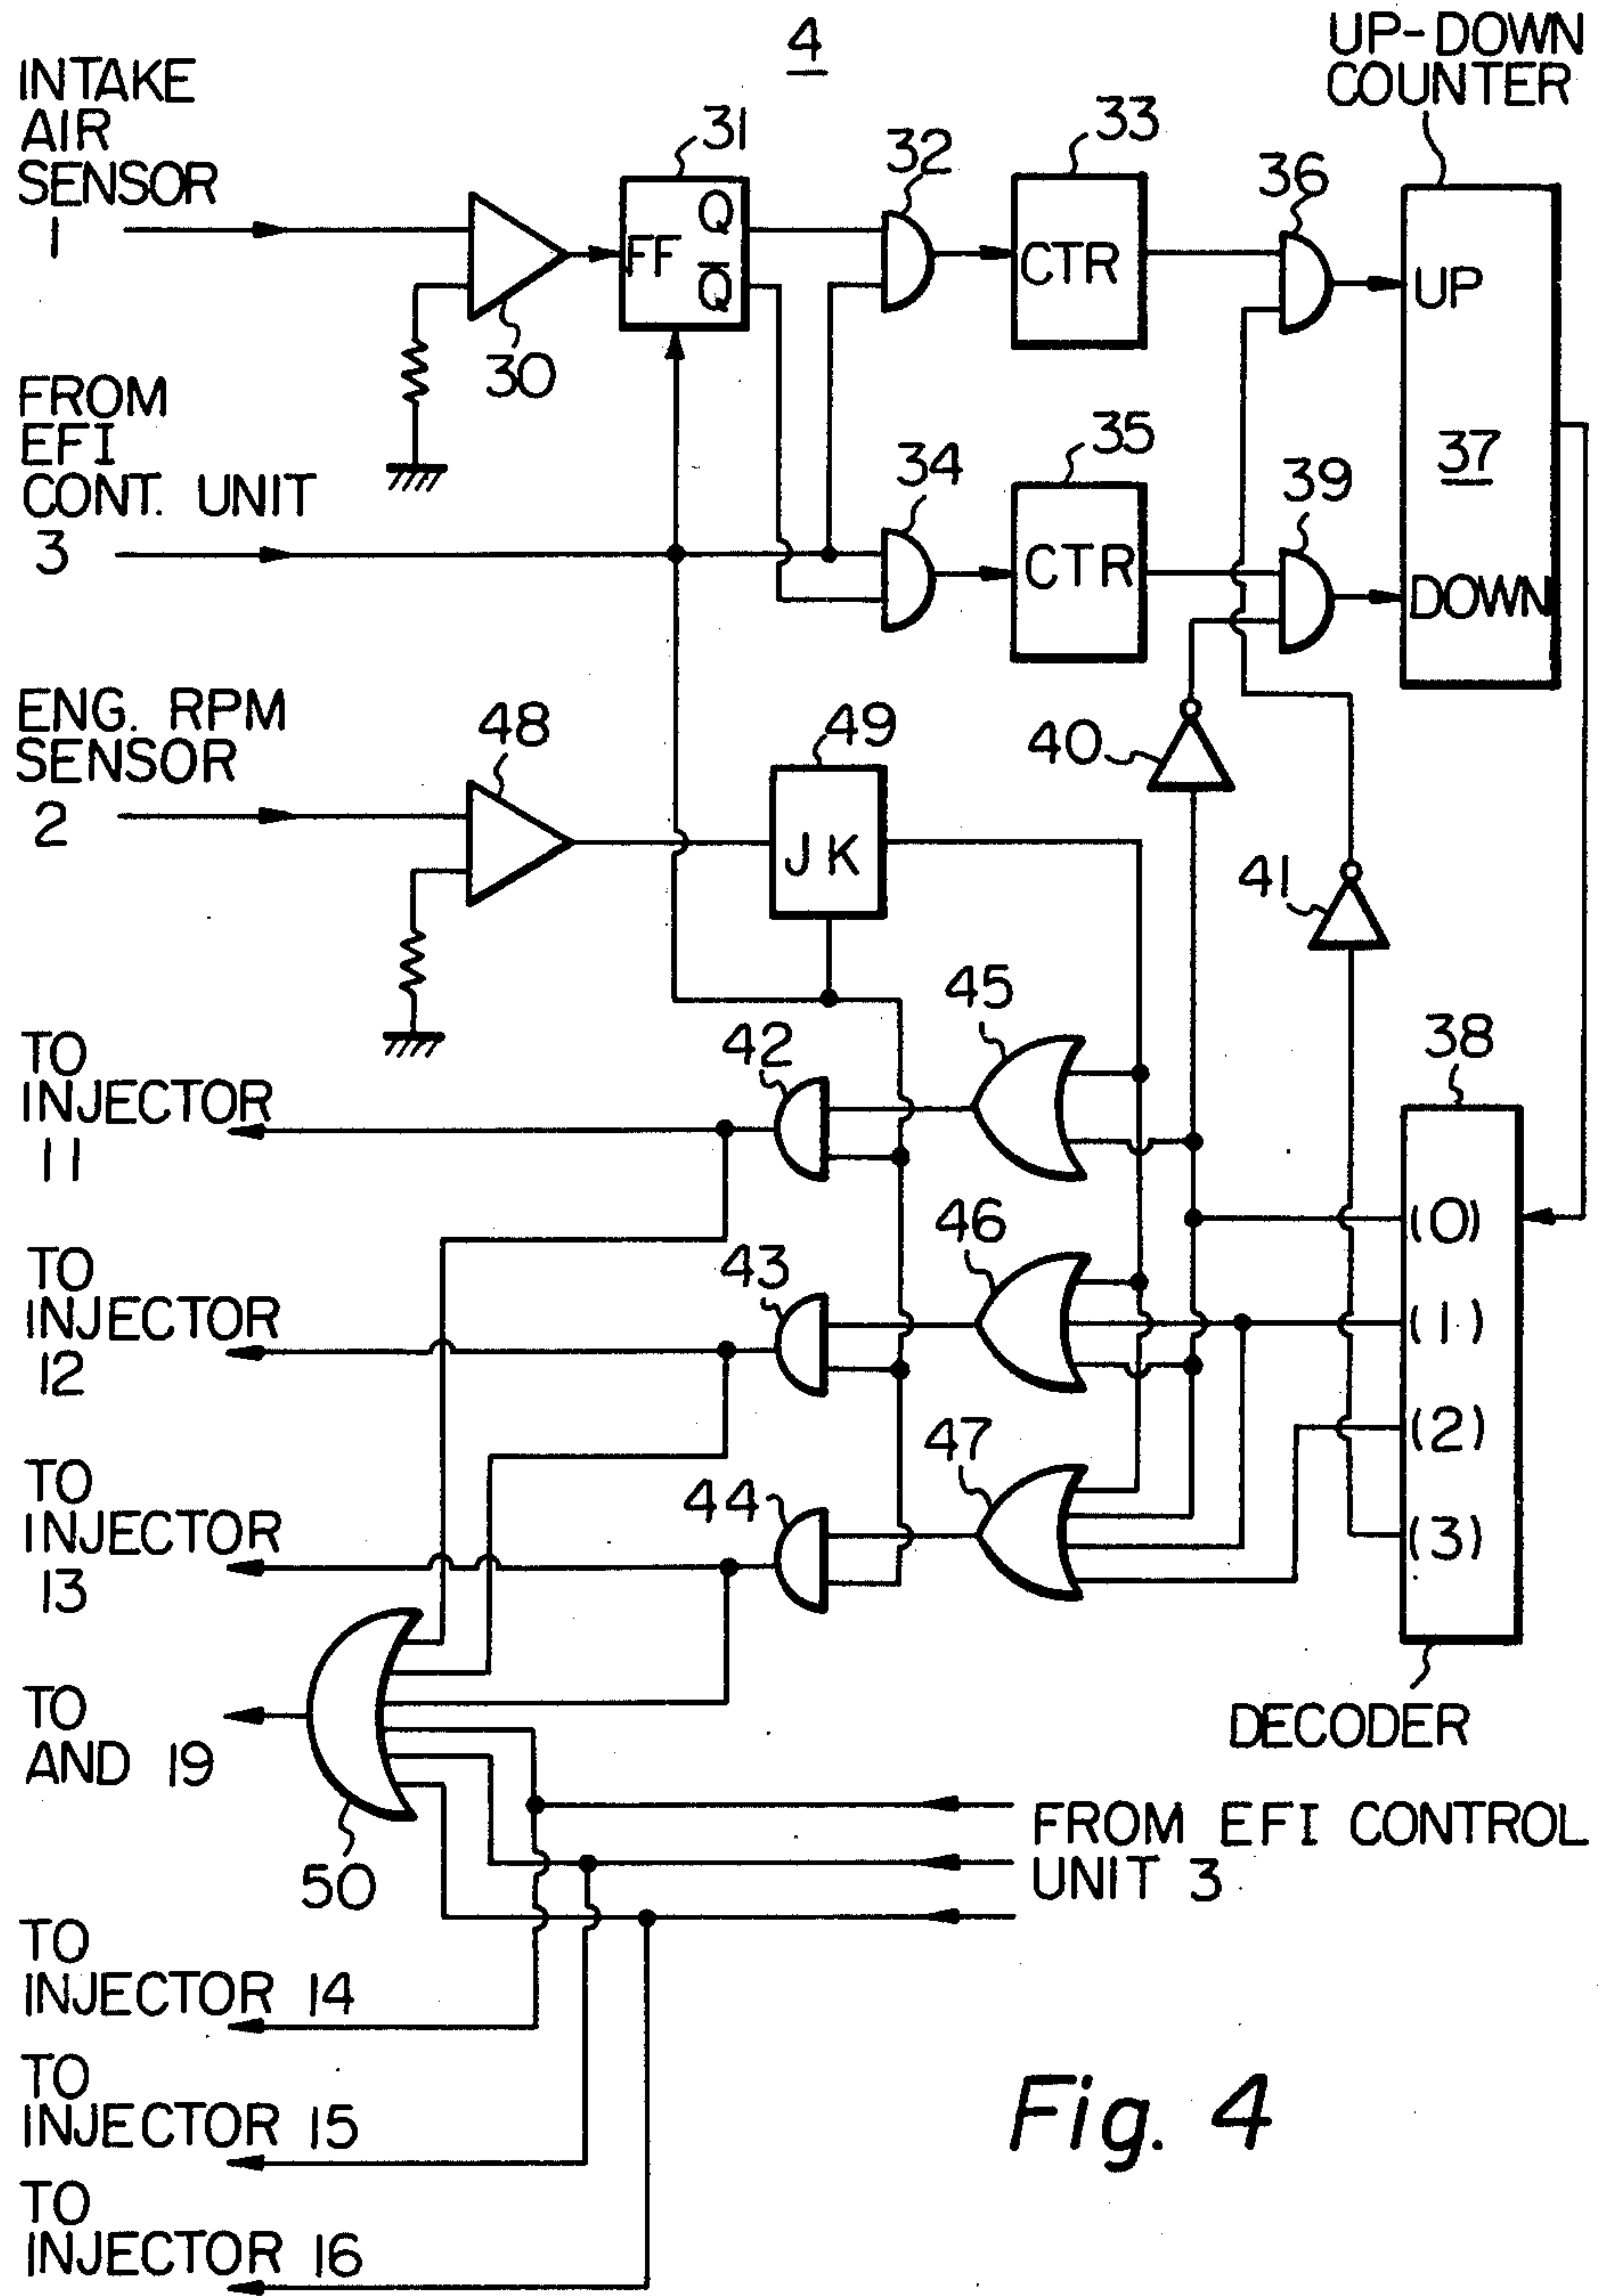 4
UP-DOWN
COUNTER
INTAKE
AIR
SENSOR
1
31
32
33
36
FF
Q
Q̅
CTR
UP
30
FROM
EFI
CONT. UNIT
3
34
35
39
37
CTR
DOWN
ENG. RPM
SENSOR
2
48
49
40
JK
41
45
38
TO
INJECTOR
11
42
46
(0)
TO
INJECTOR
12
43
(1)
47
(2)
TO
INJECTOR
13
44
(3)
TO
AND 19
DECODER
50
FROM EFI CONTROL
UNIT 3
TO
INJECTOR 14
TO
INJECTOR 15
TO
INJECTOR 16
Fig. 4